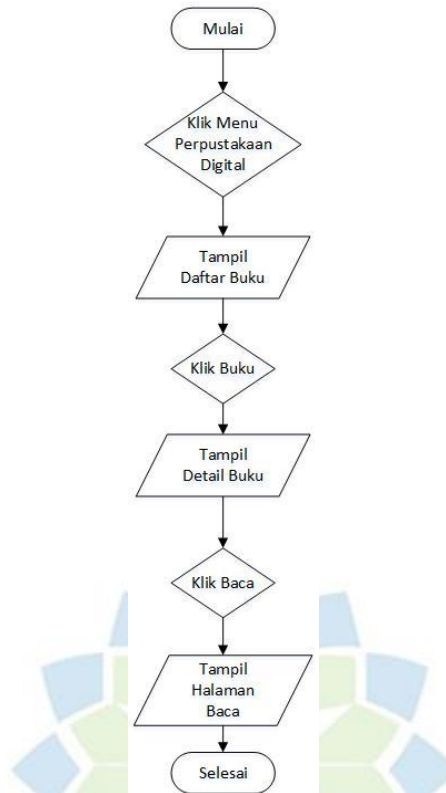 Mulai
Klik Menu
Perpustakaan
Digital
Tampil
Daftar Buku
Klik Buku
Tampil
Detail Buku
Klik Baca
Tampil
Halaman
Baca
Selesai